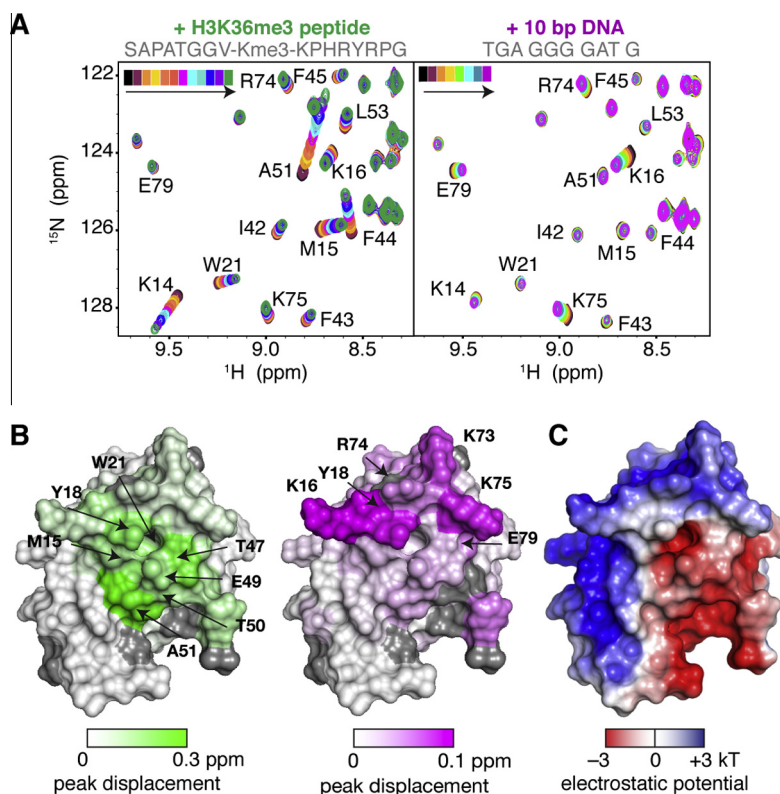 A
+ H3K36me3 peptide
SAPATGGV-Kme3-KPHRYRPG
+ 10 bp DNA
TGA GGG GAT G
122
124
126
128
15N (ppm)
R74
F45
L53
A51
K16
E79
I42
M15
F44
W21
K14
K75
F43
9.5
9.0
8.5
1H (ppm)
R74
F45
L53
A51
K16
E79
I42
M15
F44
W21
K14
K75
F43
9.5
9.0
8.5
1H (ppm)
B
W21
Y18
M15
T47
E49
T50
A51
0
0.3 ppm
peak displacement
R74
K73
K16
Y18
K75
E79
0
0.1 ppm
peak displacement
C
−3
0
+3 kT
electrostatic potential